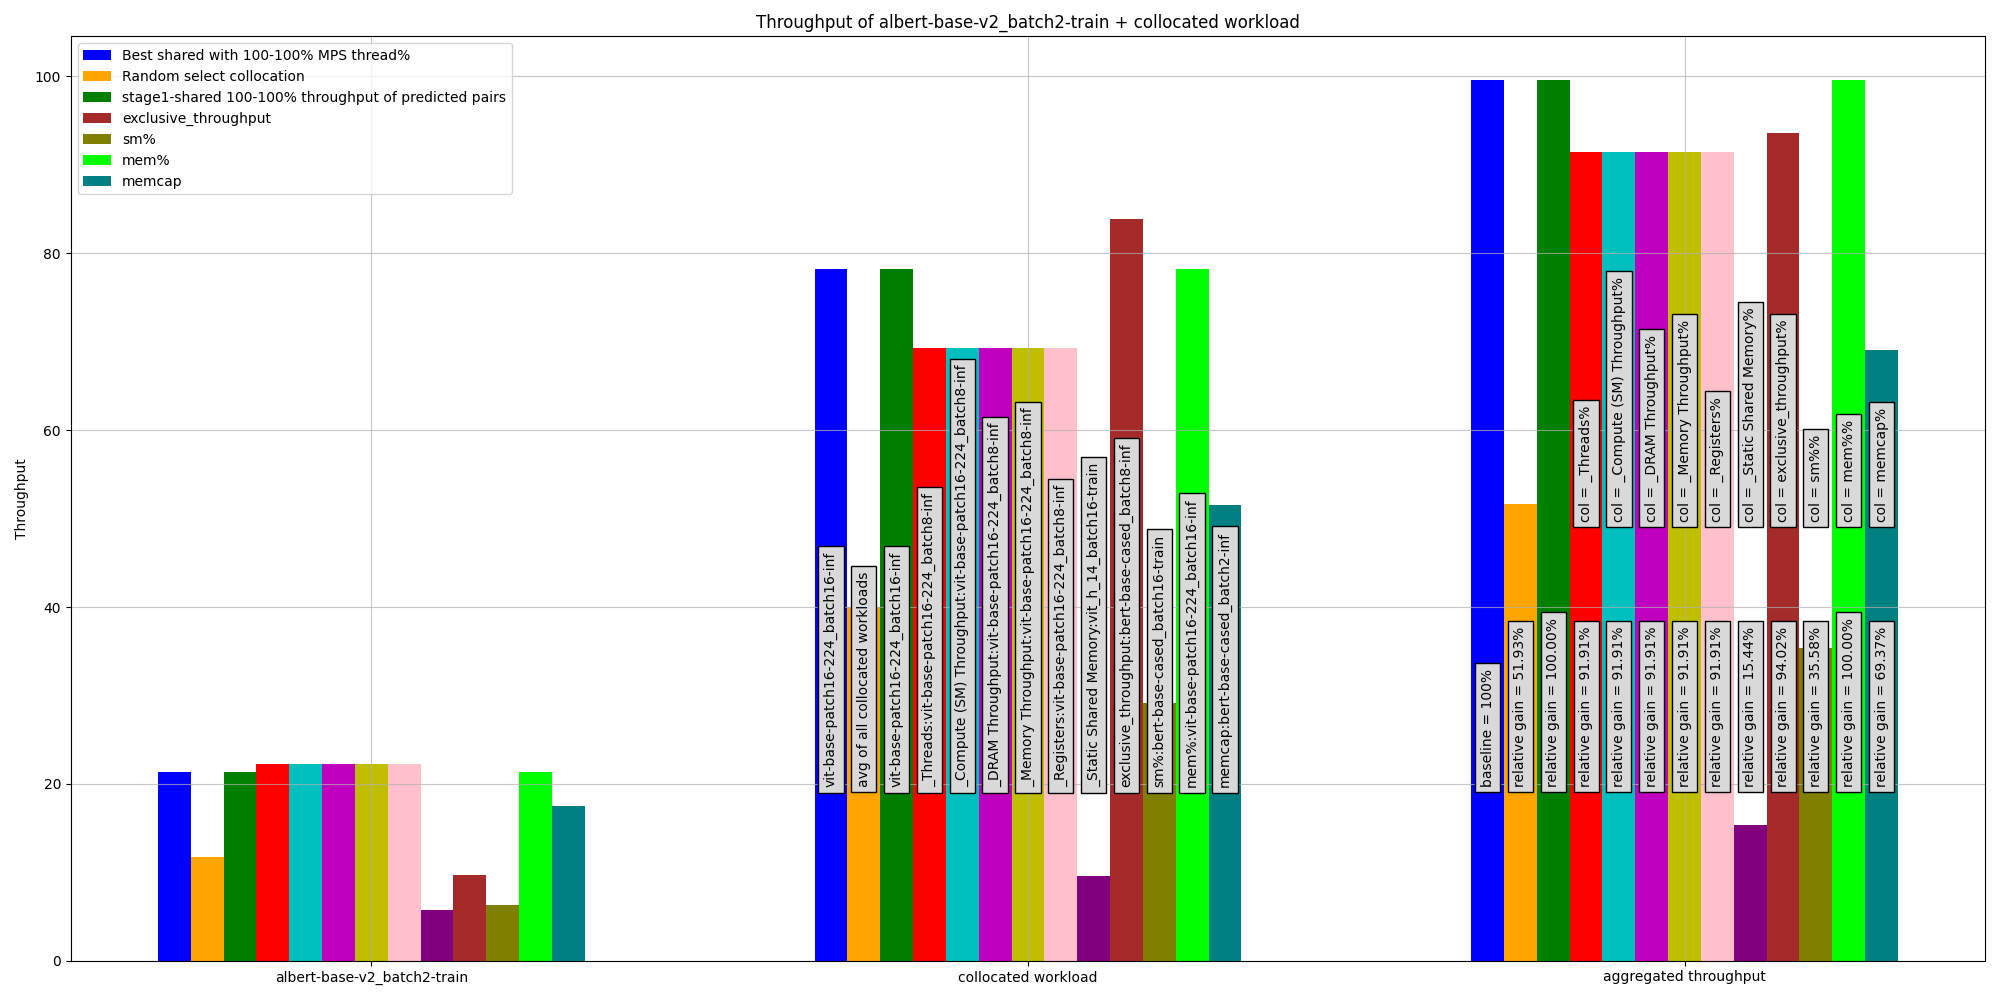 Throughput of albert-base-v2_batch2-train + collocated workload
Best shared with 100-100% MPS thread%
Random select collocation
stage1-shared 100-100% throughput of predicted pairs
exclusive_throughput
sm%
mem%
memcap
Throughput
100
80
60
40
20
0
vit-base-patch16-224_batch16-inf
avg of all collocated workloads
vit-base-patch16-224_batch16-inf
_Threads:vit-base-patch16-224_batch8-inf
_Compute (SM) Throughput:vit-base-patch16-224_batch8-inf
_DRAM Throughput:vit-base-patch16-224_batch8-inf
_Memory Throughput:vit-base-patch16-224_batch8-inf
_Registers:vit-base-patch16-224_batch8-inf
_Static Shared Memory:vit_h_14_batch16-train
exclusive_throughput:bert-base-cased_batch8-inf
sm%:bert-base-cased_batch16-train
mem%:vit-base-patch16-224_batch16-inf
memcap:bert-base-cased_batch2-inf
col = _Threads%
col = _Compute (SM) Throughput%
col = _DRAM Throughput%
col = _Memory Throughput%
col = _Registers%
col = _Static Shared Memory%
col = exclusive_throughput%
col = sm%%
col = mem%%
col = memcap%
baseline = 100%
relative gain = 51.93%
relative gain = 100.00%
relative gain = 91.91%
relative gain = 91.91%
relative gain = 91.91%
relative gain = 91.91%
relative gain = 91.91%
relative gain = 15.44%
relative gain = 94.02%
relative gain = 35.58%
relative gain = 100.00%
relative gain = 69.37%
albert-base-v2_batch2-train
collocated workload
aggregated throughput